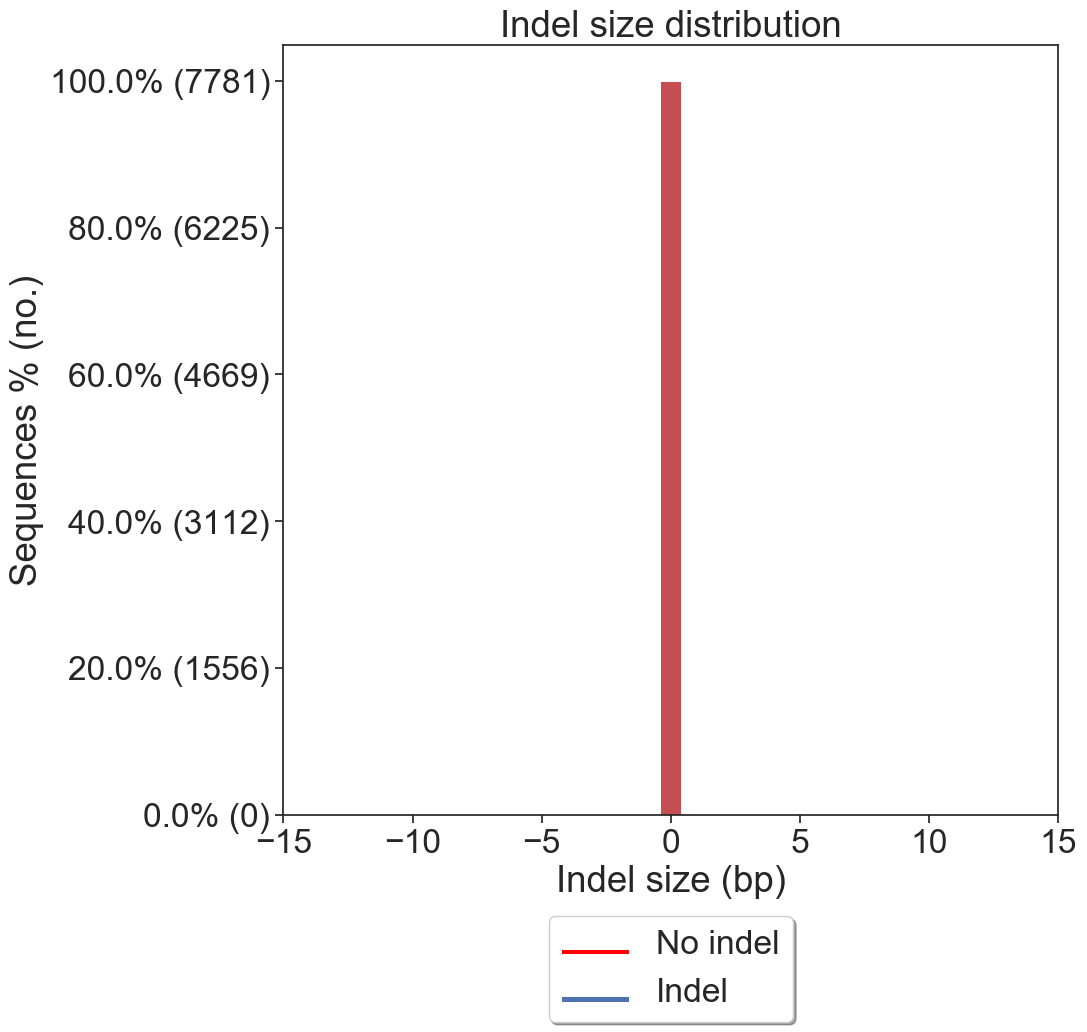 Indel size distribution
100.0% (7781)
80.0% (6225)
60.0% (4669)
40.0% (3112)
20.0% (1556)
0.0% (0)
Sequences % (no.)
−15 −10 −5 0 5 10 15
Indel size (bp)
No indel
Indel